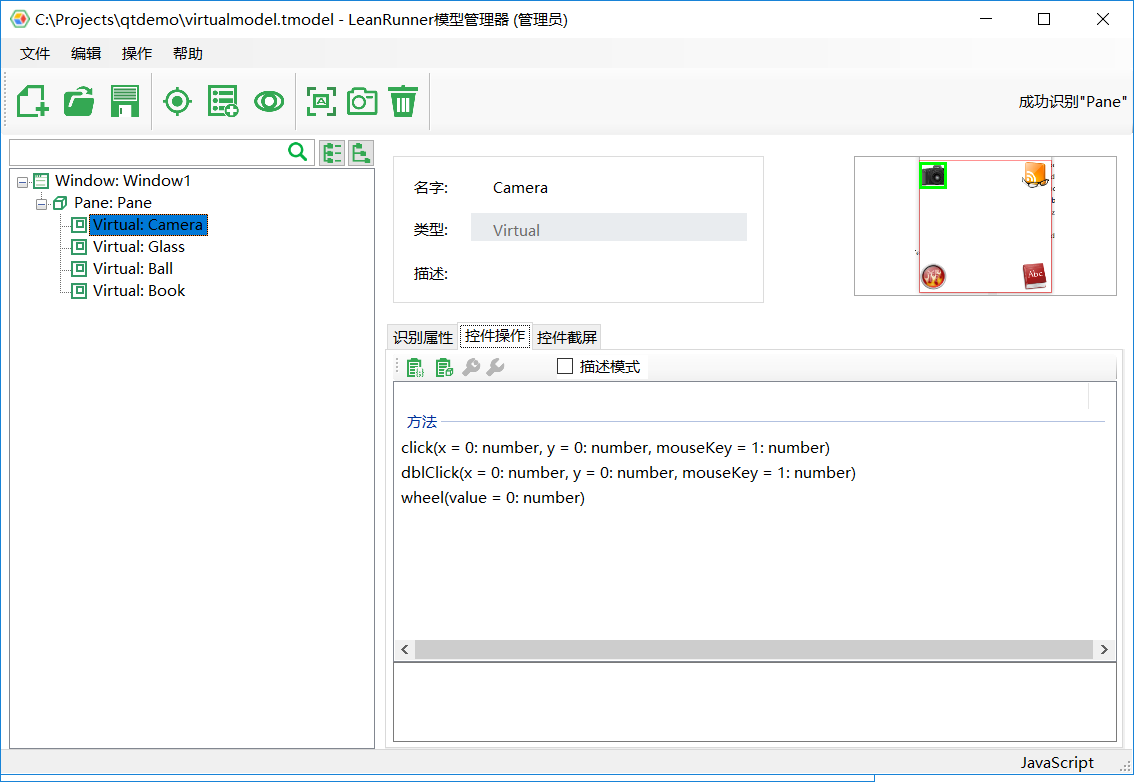 C:\Projects\qtdemo\virtualmodel.tmodel - LeanRunner模型管理器 (管理员)
文件 编辑 操作 帮助
成功识别"Pane"
Window: Window1
Pane: Pane
Virtual: Camera
Virtual: Glass
Virtual: Ball
Virtual: Book
名字: Camera
类型: Virtual
描述:
Abc
识别属性 控件操作 控件截屏
描述模式
方法
click(x = 0: number, y = 0: number, mouseKey = 1: number)
dblClick(x = 0: number, y = 0: number, mouseKey = 1: number)
wheel(value = 0: number)
JavaScript